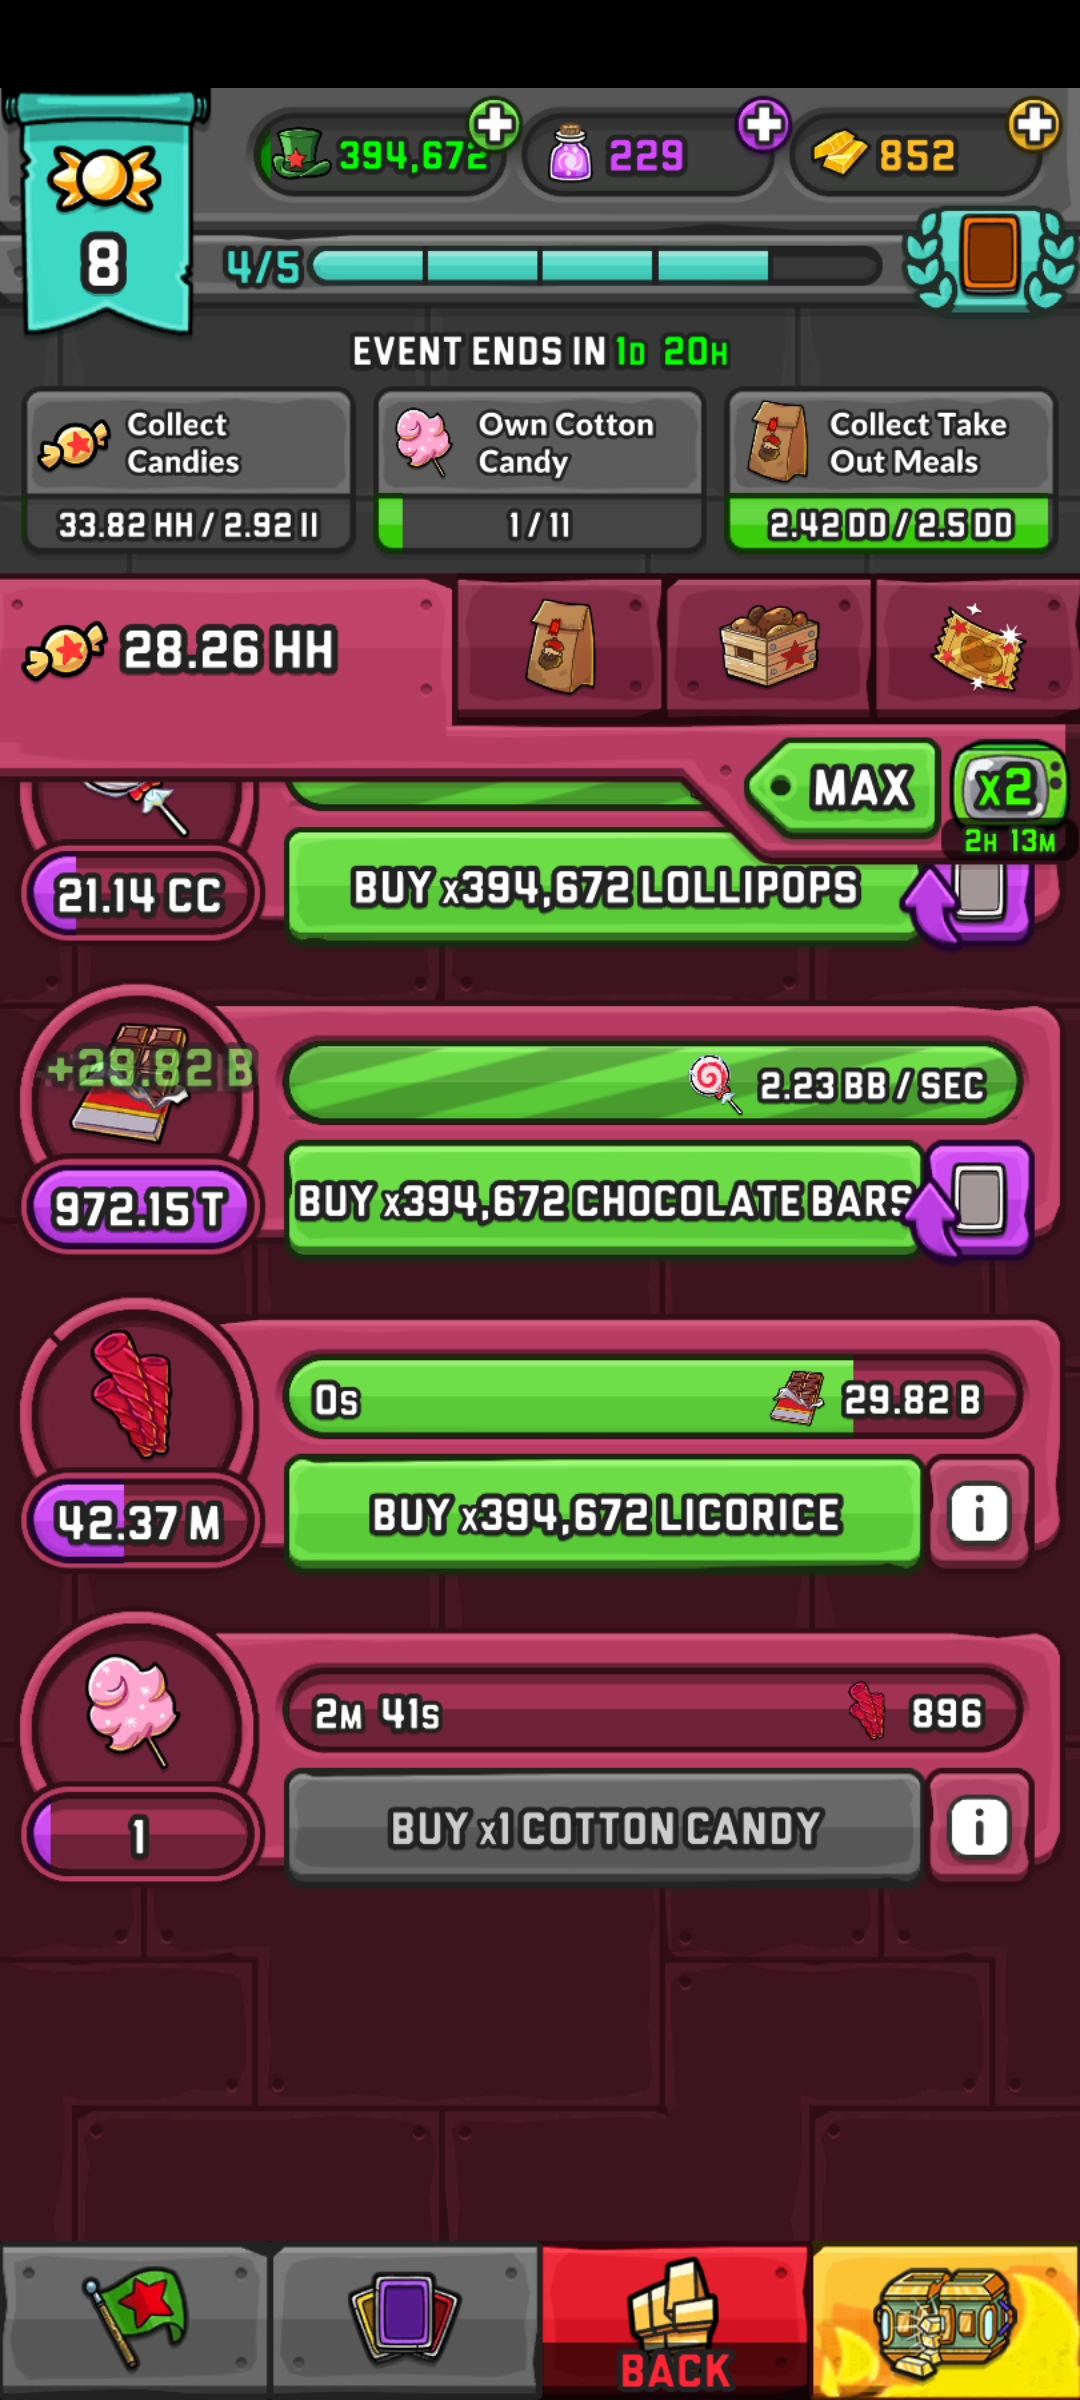 394,672
229
852
8
4/5
EVENT ENDS IN 1D 20H
Collect
Candies
33.82 HH / 2.92 II
Own Cotton
Candy
1 / 11
Collect Take
Out Meals
2.42 DD / 2.5 DD
28.26 HH
MAX
x2
2H 13M
21.14 CC
BUY x394,672 LOLLIPOPS
+29.82 B
2.23 BB / SEC
972.15 T
BUY x394,672 CHOCOLATE BARS
0s
29.82 B
42.37 M
BUY x394,672 LICORICE
i
2M 41s
896
1
BUY x1 COTTON CANDY
i
BACK